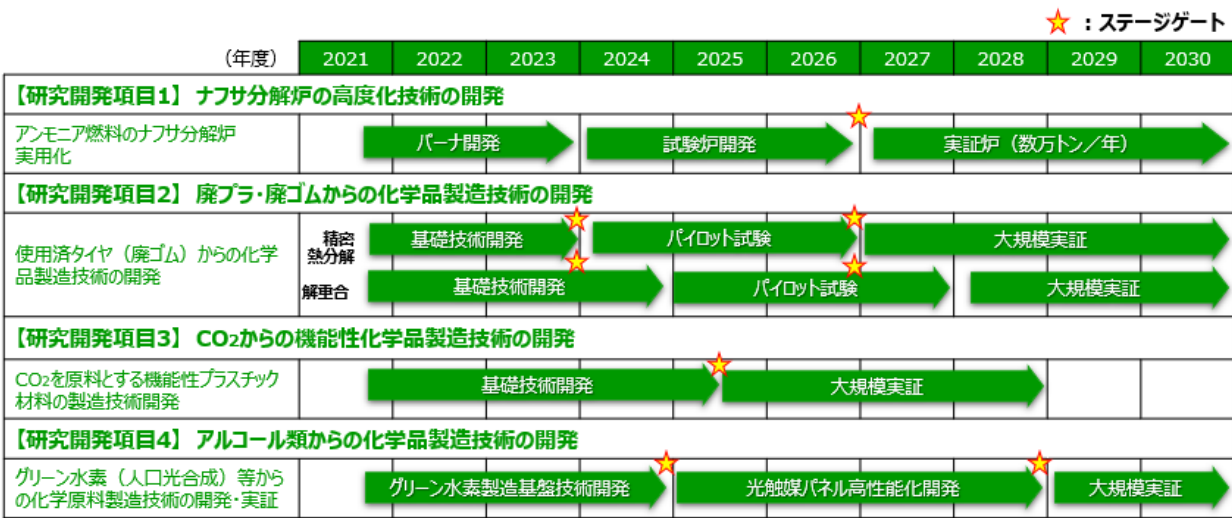 ：ステージゲート
（年度） 2021 2022 2023 2024 2025 2026 2027 2028 2029 2030
【研究開発項目1】 ナフサ分解炉の高度化技術の開発
アンモニア燃料のナフサ分解炉
実用化
バーナ開発 試験炉開発 実証炉（数万トン／年）
【研究開発項目2】 廃プラ・廃ゴムからの化学品製造技術の開発
使用済タイヤ（廃ゴム）からの化学
品製造技術の開発
精密
熱分解
基礎技術開発 パイロット試験 大規模実証
解重合
基礎技術開発 パイロット試験 大規模実証
【研究開発項目3】 CO2からの機能性化学品製造技術の開発
CO2を原料とする機能性プラスチック
材料の製造技術開発
基礎技術開発 大規模実証
【研究開発項目4】 アルコール類からの化学品製造技術の開発
グリーン水素（人口光合成）等から
の化学原料製造技術の開発・実証
グリーン水素製造基盤技術開発 光触媒パネル高性能化開発 大規模実証